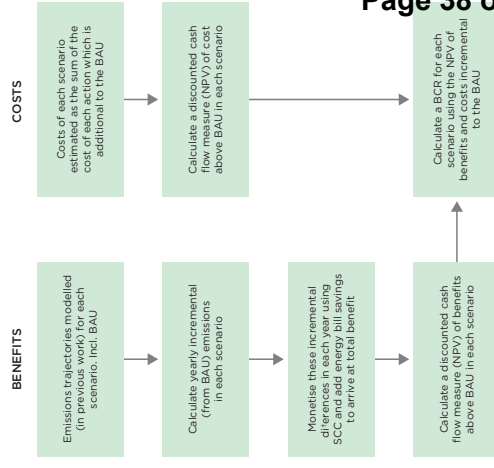 Page 38 o
BENEFITS
Emissions trajectories modelled
(in previous work) for each
scenario. Incl. BAU
Calculate yearly incremental
(from BAU) emissions
in each scenario
Monetise these incremental
di²erences in each year using
SCC and add energy bill savings
to arrive at total benefit
Calculate a discounted cash
flow measure (NPV) of benefits
above BAU in each scenario
COSTS
Costs of each scenario
estimated as the sum of the
cost of each action which is
additional to the BAU
Calculate a discounted cash
flow measure (NPV) of cost
above BAU in each scenario
Calculate a BCR for each
scenario using the NPV of
benefits and costs incremental
to the BAU